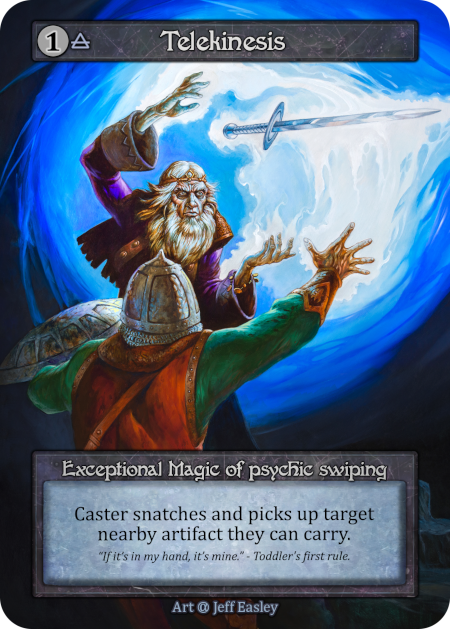 1
Telekinesis
Exceptional Magic of psychic swiping
Caster snatches and picks up target
nearby artifact they can carry.
"If it's in my hand, it's mine." - Toddler's first rule.
Art @ Jeff Easley